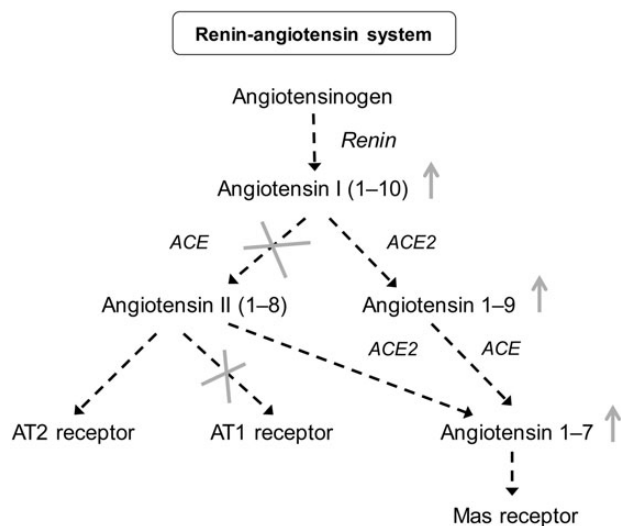 Renin-angiotensin system
Angiotensinogen
Renin
Angiotensin I (1–10)
ACE
ACE2
Angiotensin II (1–8)
Angiotensin 1–9
ACE2
ACE
AT2 receptor
AT1 receptor
Angiotensin 1–7
Mas receptor